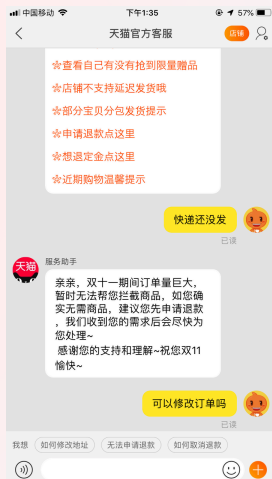 中国移动 下午1:35 57%
天猫官方客服 店铺
查看自己有没有抢到限量赠品
店铺不支持延迟发货哦
部分宝贝分包发货提示
申请退款点这里
想退定金点这里
近期购物温馨提示
快递还没发
已读
服务助手
天猫
亲亲，双十一期间订单量巨大，
暂时无法帮您拦截商品，如您确
实无需商品，建议您先申请退款
，我们收到您的需求后会尽快为
您处理~
感谢您的支持和理解~祝您双11
愉快~
可以修改订单吗
已读
我想 如何修改地址 无法申请退款 如何取消退款